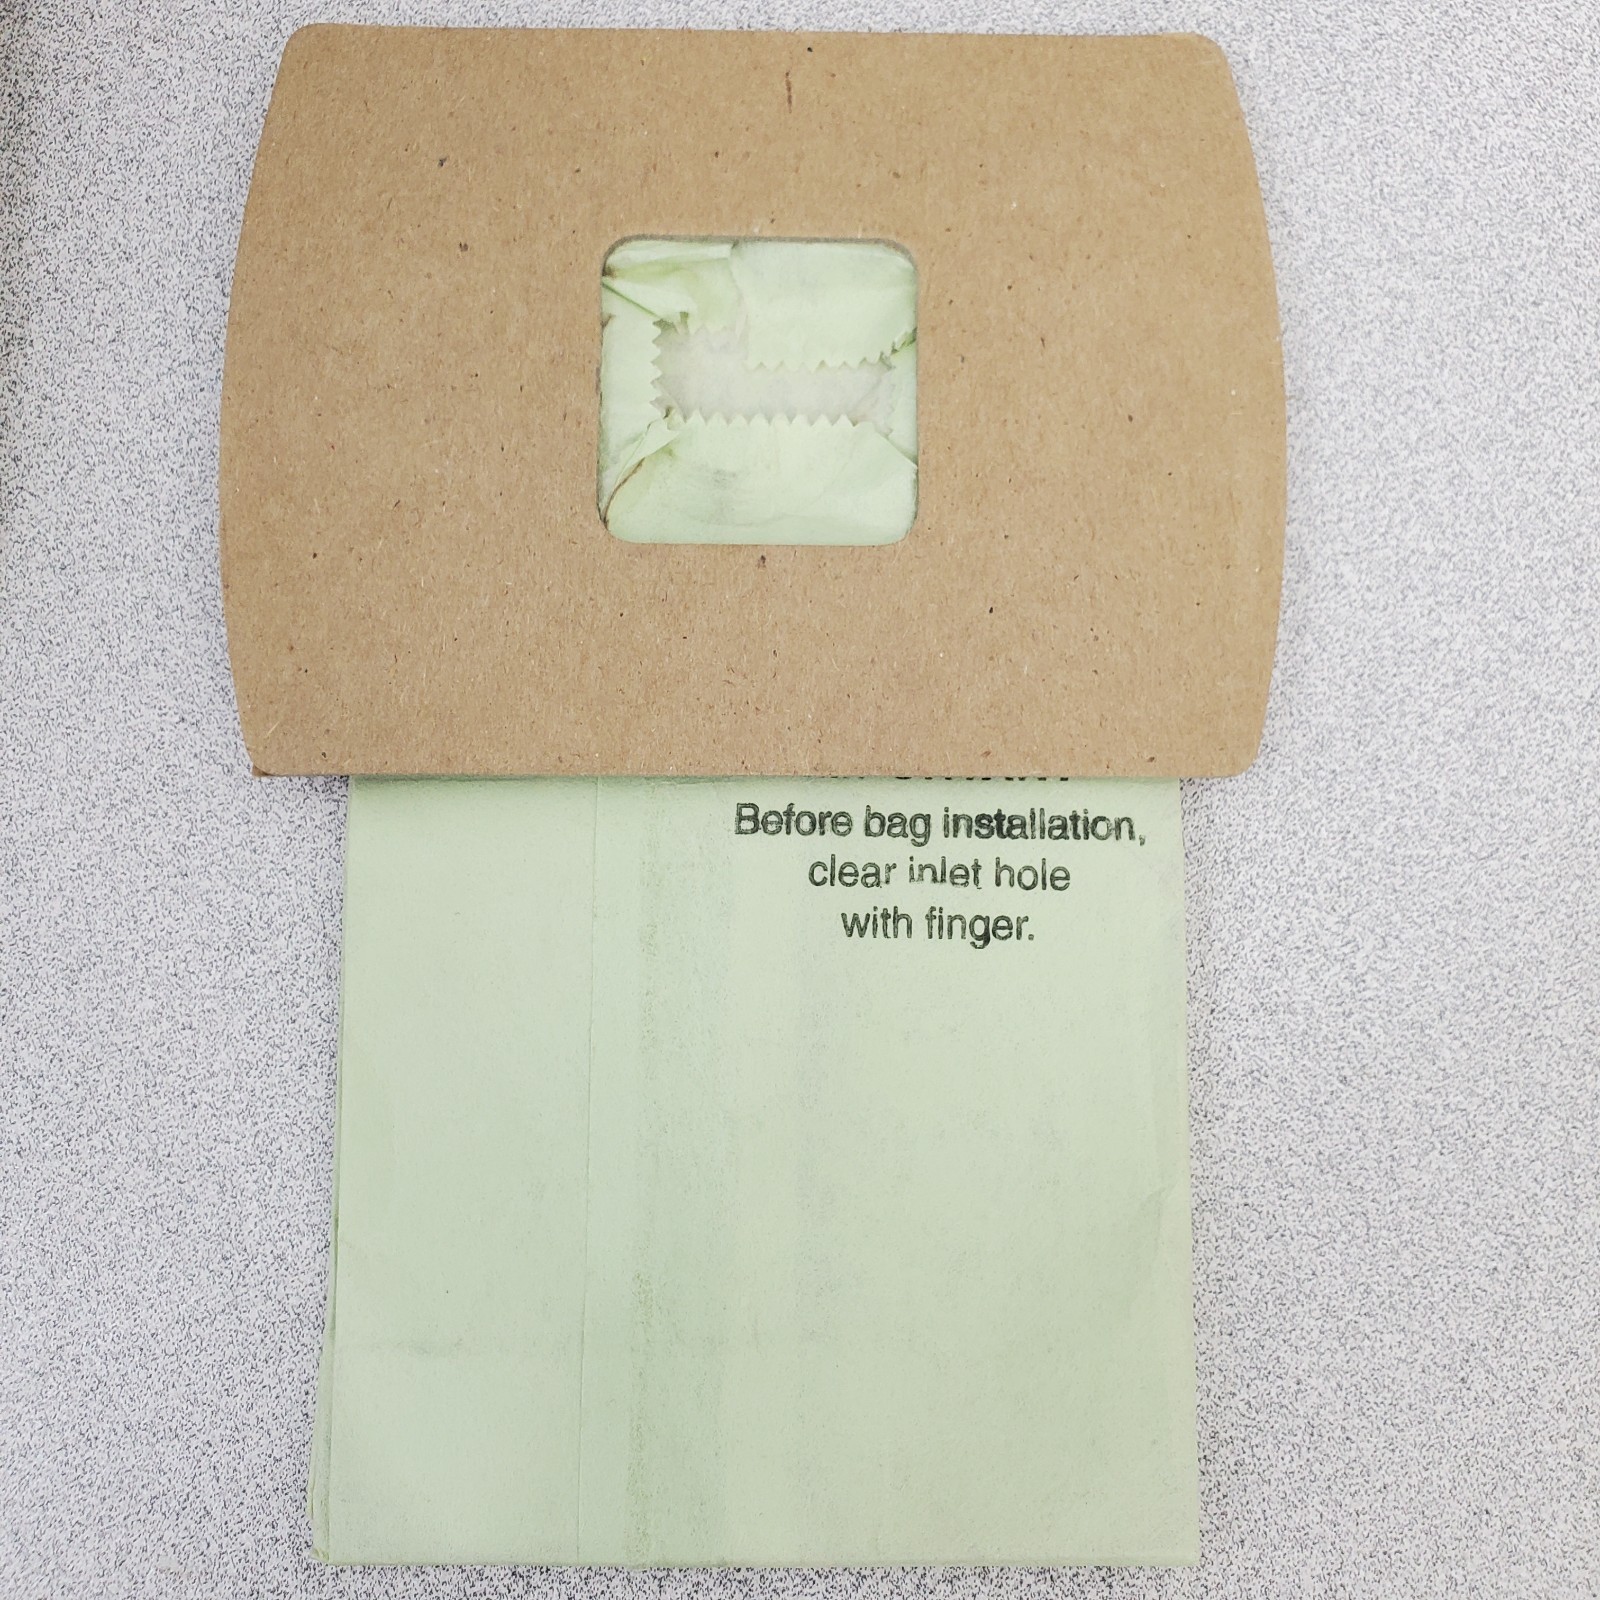 Before bag installation,
clear inlet hole
with finger.